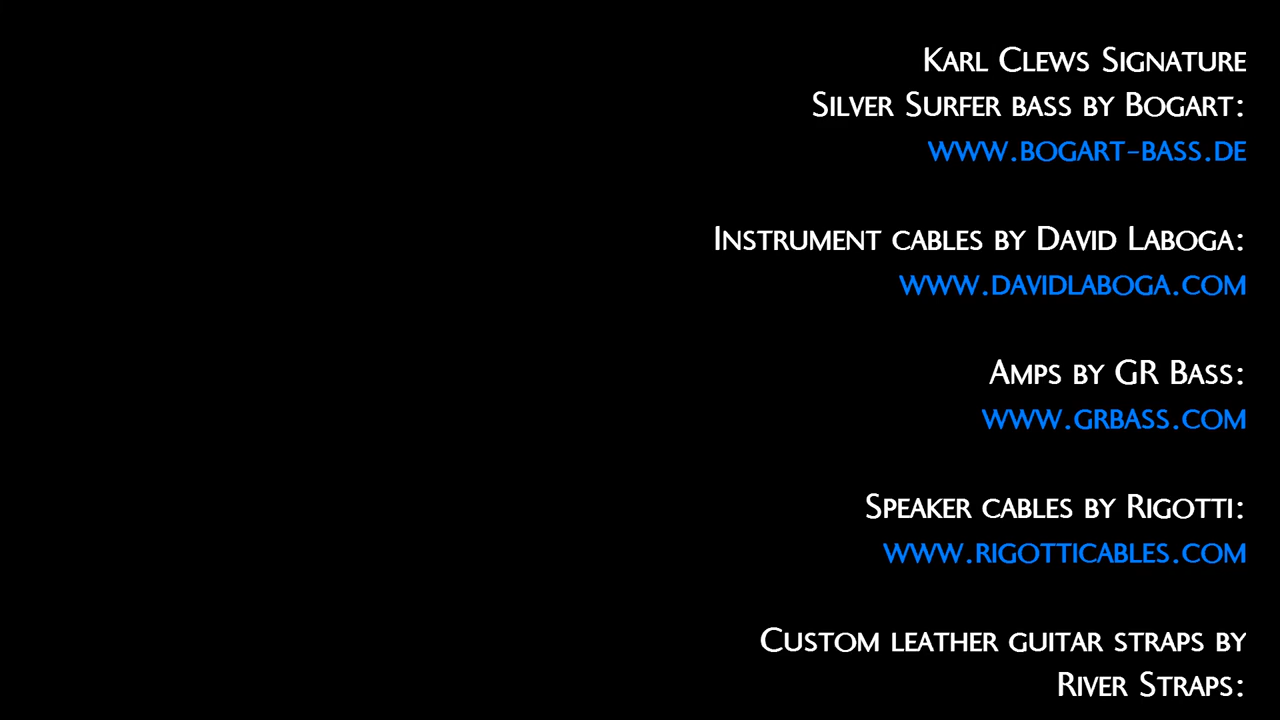 Karl Clews Signature
Silver Surfer bass by Bogart:
www.bogart-bass.de
Instrument cables by David Laboga:
www.davidlaboga.com
Amps by GR Bass:
www.grbass.com
Speaker cables by Rigotti:
www.rigotticables.com
Custom leather guitar straps by
River Straps: